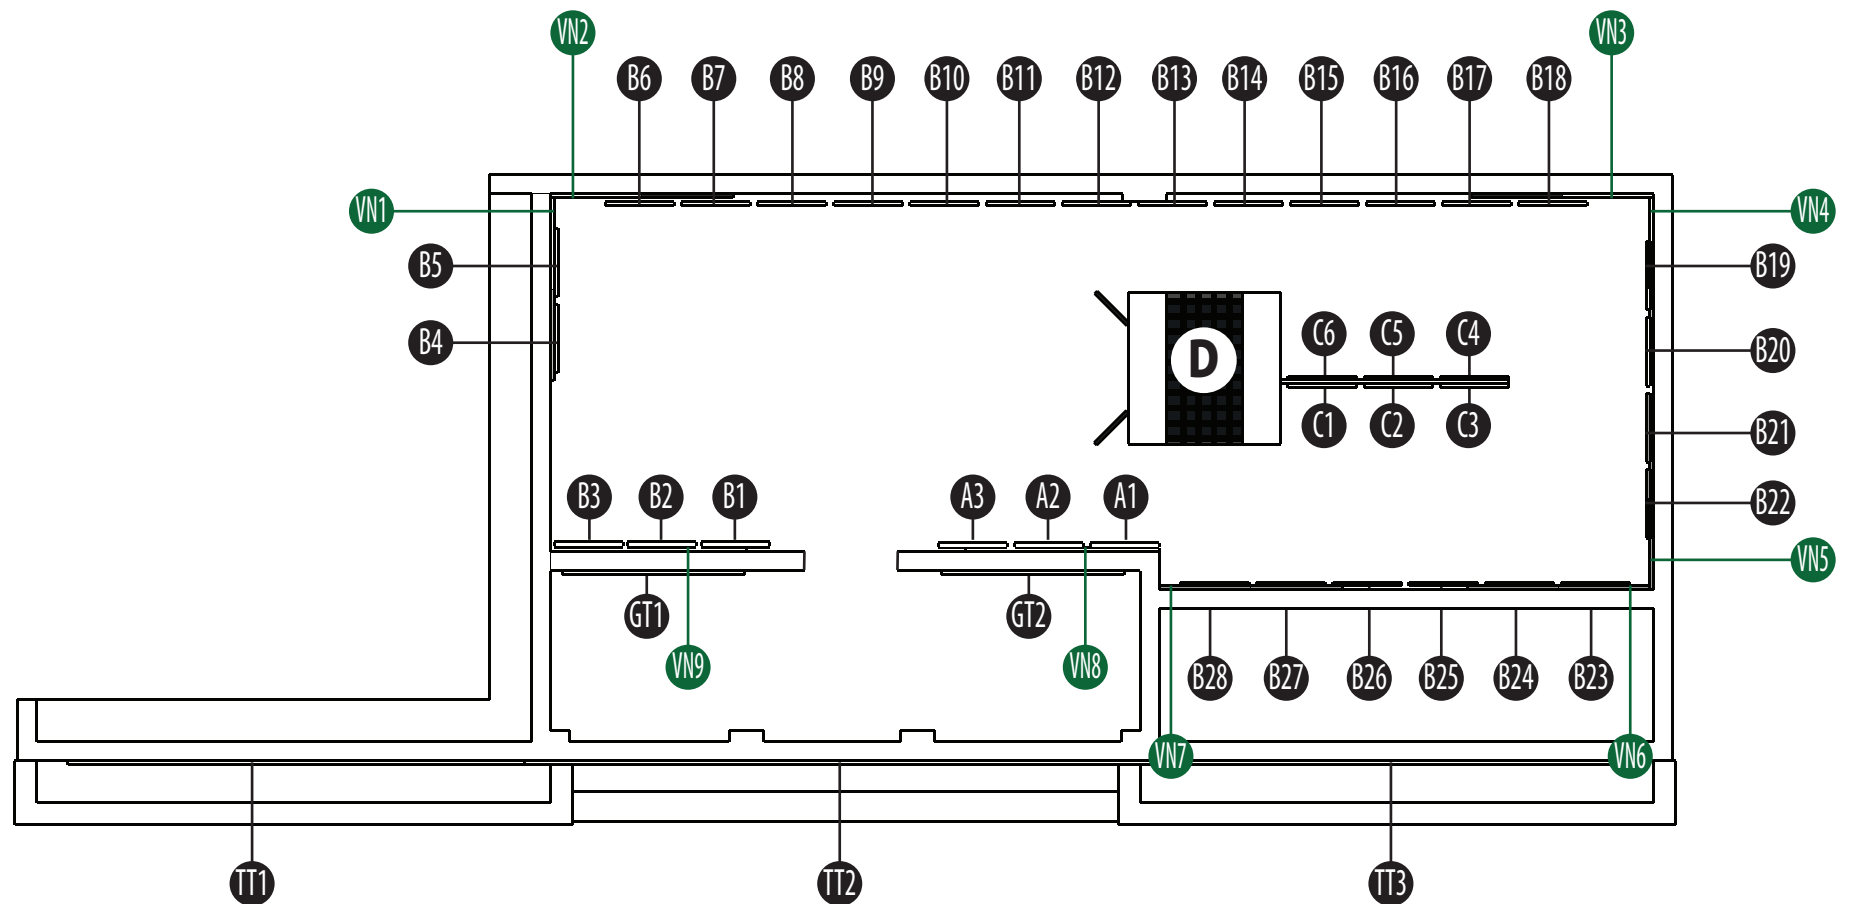 VN2 VN3
B6 B7 B8 B9 B10 B11 B12 B13 B14 B15 B16 B17 B18
VN1 VN4
B5 B19
B4 C6 C5 C4 B20
D
C1 C2 C3 B21
B3 B2 B1 A3 A2 A1 B22
VN5
GT1 GT2
VN9 VN8
B28 B27 B26 B25 B24 B23
VN7 VN6
TT1 TT2 TT3